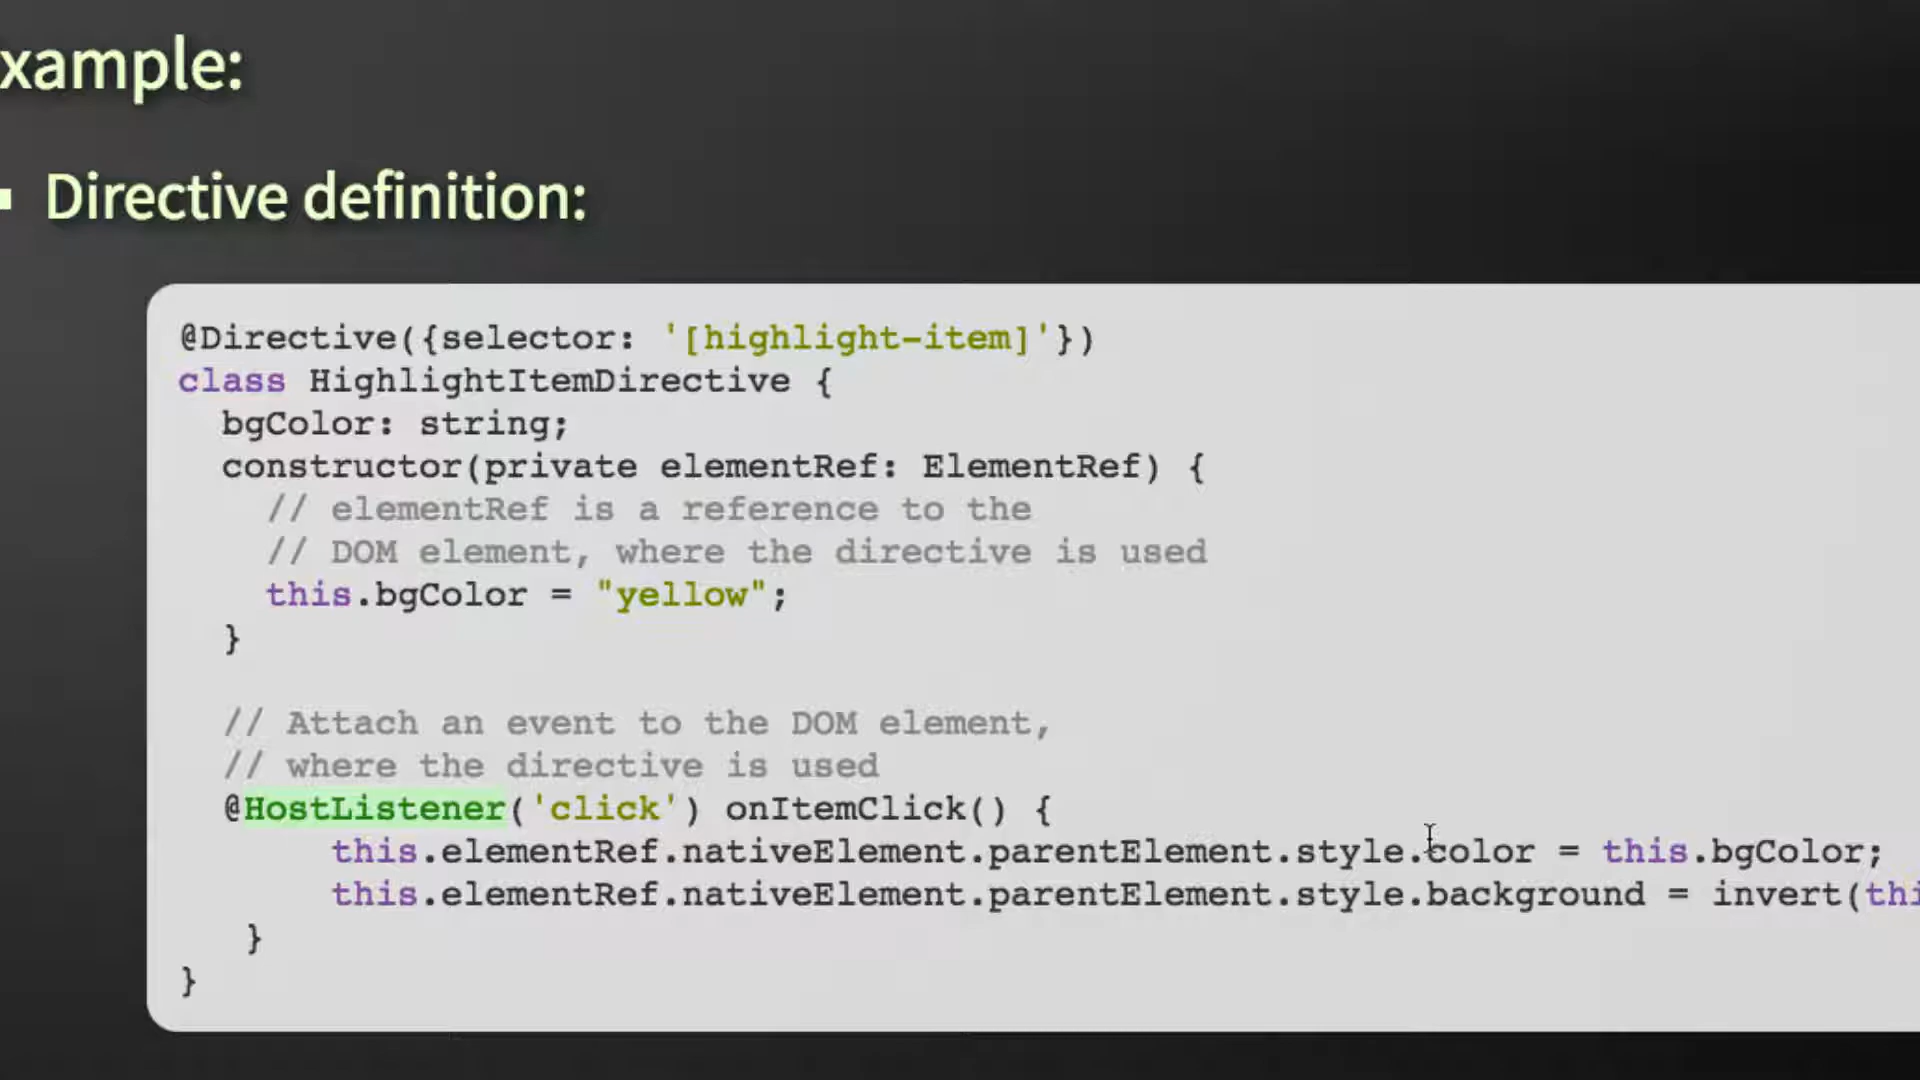 xample:
▪ Directive definition:
@Directive({selector: '[highlight-item]'})
class HighlightItemDirective {
  bgColor: string;
  constructor(private elementRef: ElementRef) {
    // elementRef is a reference to the
    // DOM element, where the directive is used
    this.bgColor = "yellow";
  }
  // Attach an event to the DOM element,
  // where the directive is used
  @HostListener('click') onItemClick() {
       this.elementRef.nativeElement.parentElement.style.color = this.bgColor;
       this.elementRef.nativeElement.parentElement.style.background = invert(thi
   }
}